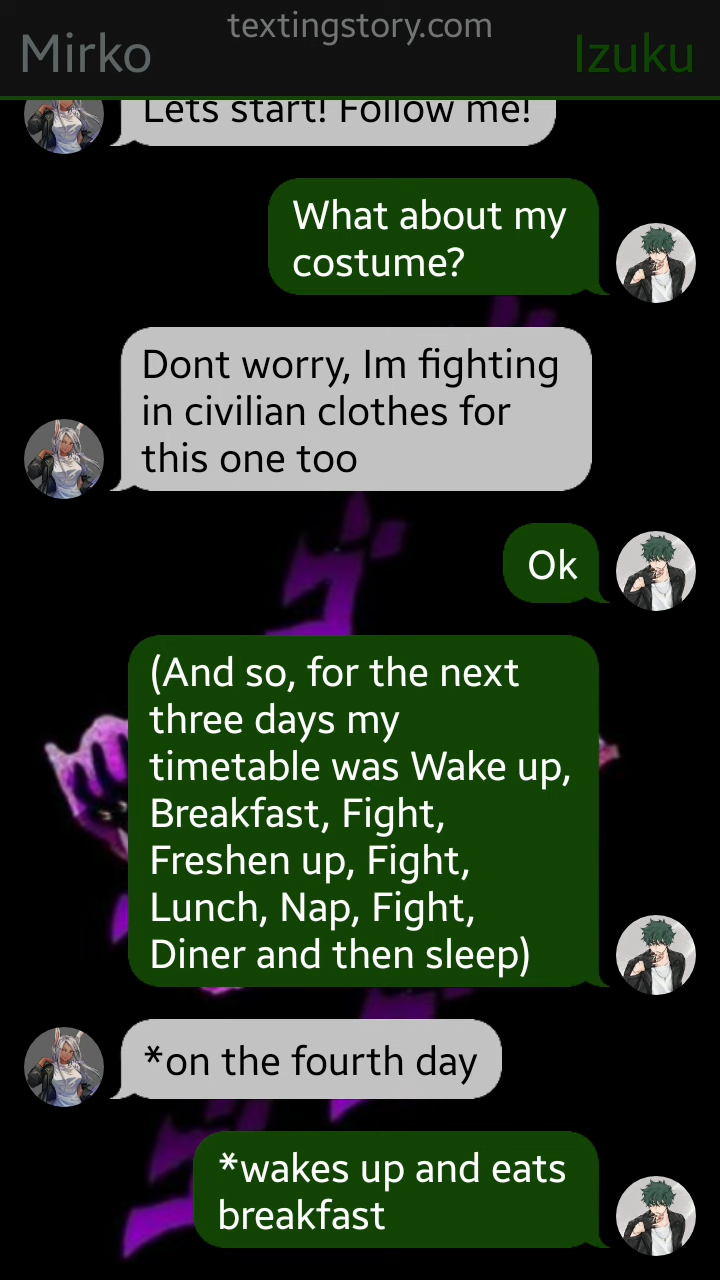 textingstory.com
Mirko
Izuku
Lets start! Follow me!
What about my
costume?
Dont worry, Im fighting
in civilian clothes for
this one too
Ok
(And so, for the next
three days my
timetable was Wake up,
Breakfast, Fight,
Freshen up, Fight,
Lunch, Nap, Fight,
Diner and then sleep)
*on the fourth day
*wakes up and eats
breakfast